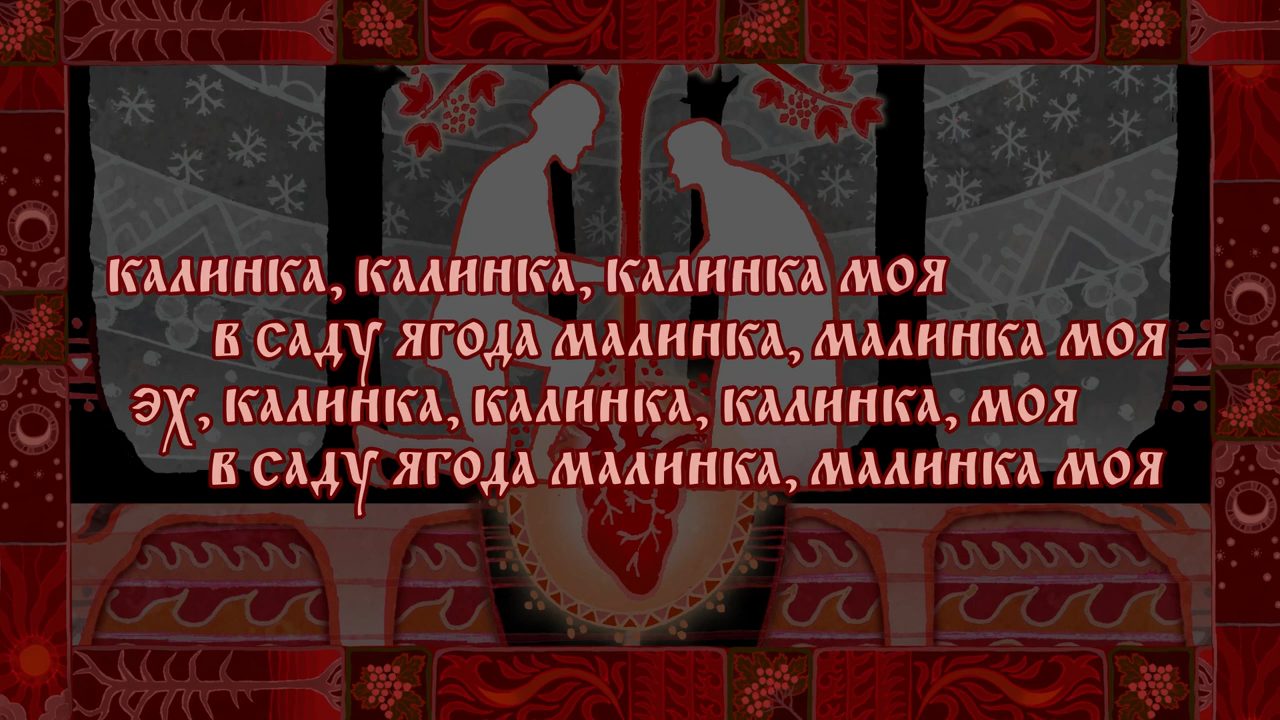 калинка, калинка, калинка моя
в саду ягода малинка, малинка моя
эх, калинка, калинка, калинка, моя
в саду ягода малинка, малинка моя